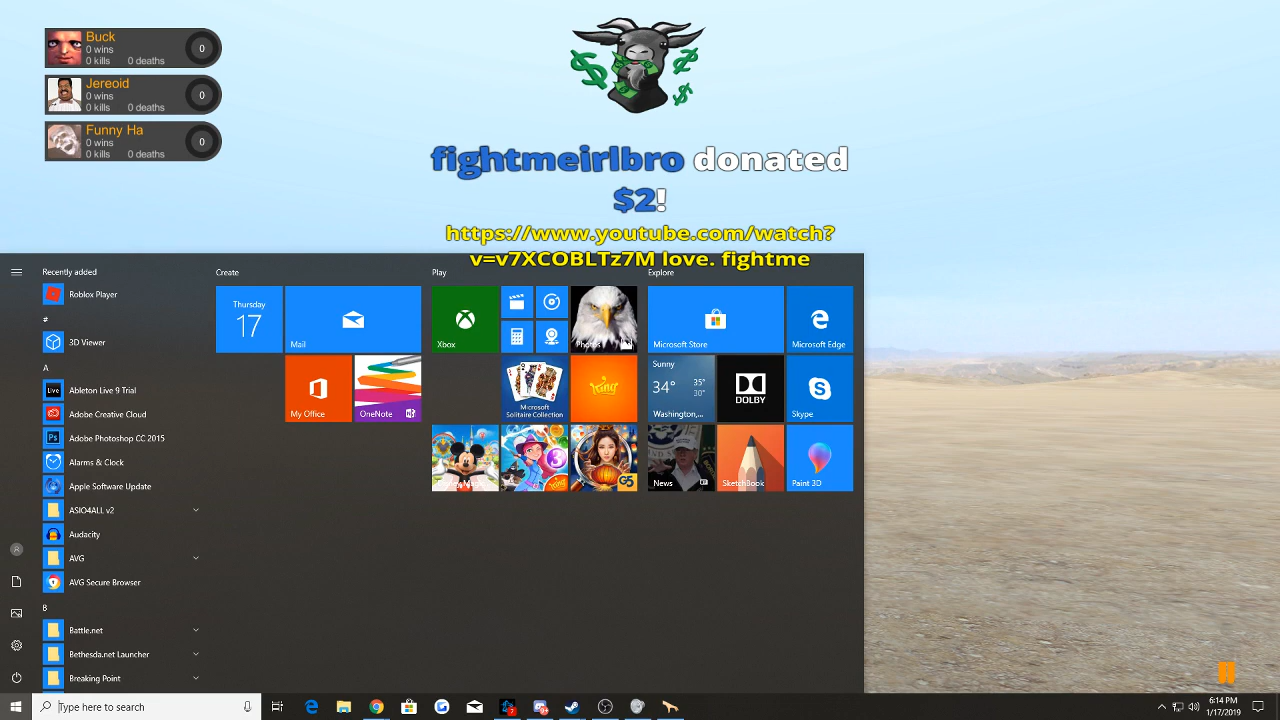 Buck
0 wins
0 kills 0 deaths
0
Jereoid
0 wins
0 kills 0 deaths
0
Funny Ha
0 wins
0 kills 0 deaths
0
fightmeirlbro donated
$2!
https://www.youtube.com/watch?
v=v7XCOBLTz7M love. fightme
Recently added
Roblox Player
#
3D Viewer
A
Ableton Live 9 Trial
Adobe Creative Cloud
Adobe Photoshop CC 2015
Alarms & Clock
Apple Software Update
ASIO4ALL v2
Audacity
AVG
AVG Secure Browser
B
Battle.net
Bethesda.net Launcher
Breaking Point
Create
Thursday
17
Mail
My Office
OneNote
Play
Xbox
Photos
Microsoft
Solitaire Collection
King
3
King
G5
Explore
Microsoft Store
Microsoft Edge
Sunny
34° 35°
30°
Washington,...
DOLBY
Skype
News
SketchBook
Paint 3D
Type here to search
6:14 PM
1/17/2019